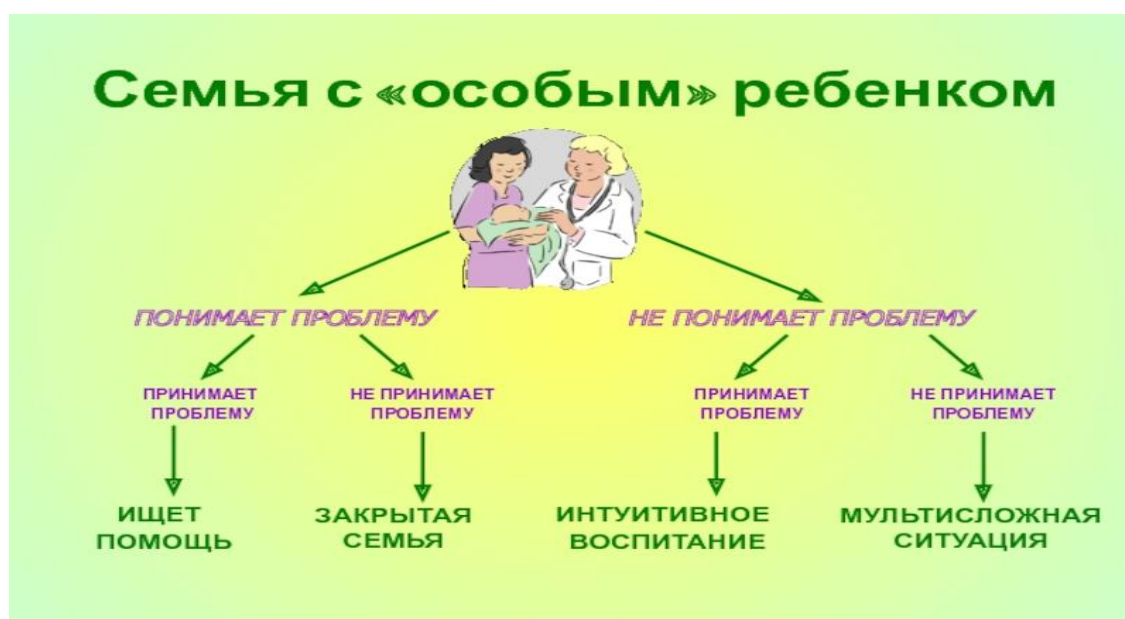 Семья с «особым» ребенком
ПОНИМАЕТ ПРОБЛЕМУ
НЕ ПОНИМАЕТ ПРОБЛЕМУ
ПРИНИМАЕТ
ПРОБЛЕМУ
НЕ ПРИНИМАЕТ
ПРОБЛЕМУ
ПРИНИМАЕТ
ПРОБЛЕМУ
НЕ ПРИНИМАЕТ
ПРОБЛЕМУ
ИЩЕТ
ПОМОЩЬ
ЗАКРЫТАЯ
СЕМЬЯ
ИНТУИТИВНОЕ
ВОСПИТАНИЕ
МУЛЬТИСЛОЖНАЯ
СИТУАЦИЯ